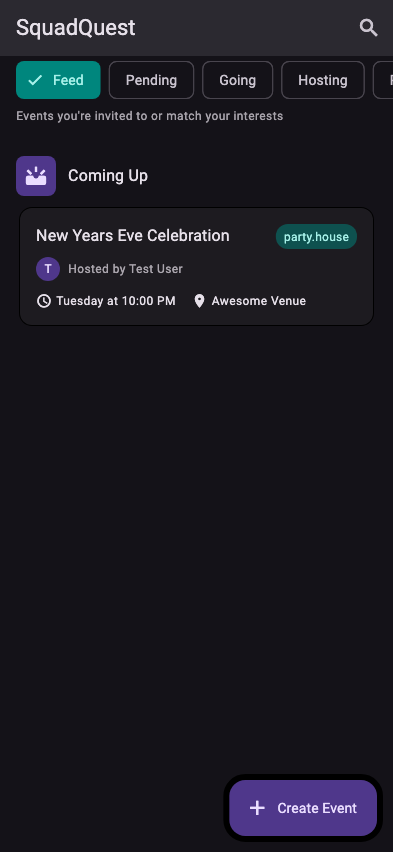 SquadQuest
Feed
Pending
Going
Hosting
Events you're invited to or match your interests
Coming Up
New Years Eve Celebration
party.house
T
Hosted by Test User
Tuesday at 10:00 PM
Awesome Venue
Create Event